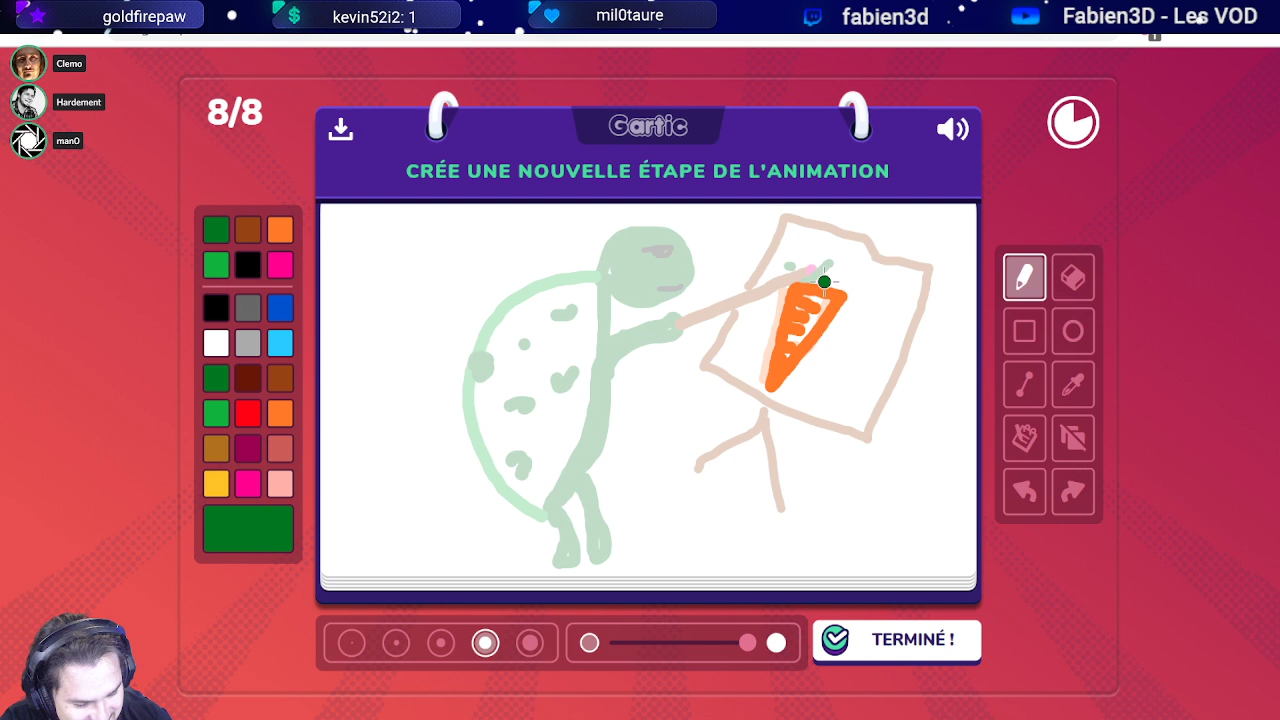 goldfirepaw
kevin52i2: 1
mil0taure
fabien3d
Fabien3D - Les VOD
Clemo
Hardement
man0
8/8
Gartic
CRÉE UNE NOUVELLE ÉTAPE DE L'ANIMATION
TERMINÉ !